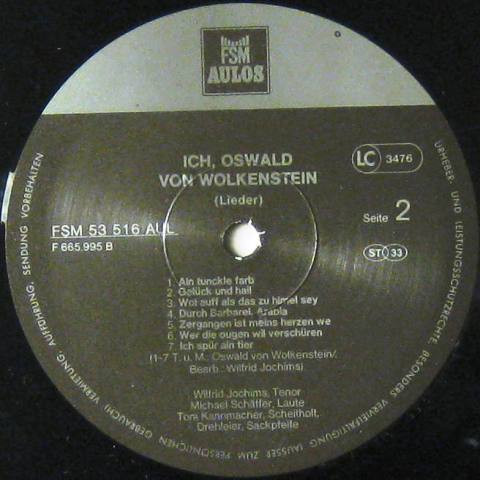 FSM
AULOS
ICH, OSWALD
VON WOLKENSTEIN
(Lieder)
LC 3476
FSM 53 516 AUL
F 665.995 B
Seite 2
ST 33
1 Ain tunckle farb
2 Gelück und hail
3 Wol auff als das zu himel sey
4 Durch Barbarei, Arabia
5 Zergangen ist meins herzen we
6 Wer die ougen wil verschüren
7 Ich spür ain tier
(1-7 T. u. M.: Oswald von Wolkenstein/
Bearb.: Wilfrid Jochims)
Wilfrid Jochims, Tenor
Michael Schäffer, Laute
Tom Kannmacher, Scheitholt,
Drehleier, Sackpfeife
URHEBER- UND LEISTUNGSSCHUTZRECHTE, BESONDERS VERVIELFÄLTIGUNG (AUSSER ZUM PERSÖNLICHEN GEBRAUCH) VERMIETUNG, AUFFÜHRUNG, SENDUNG VORBEHALTEN